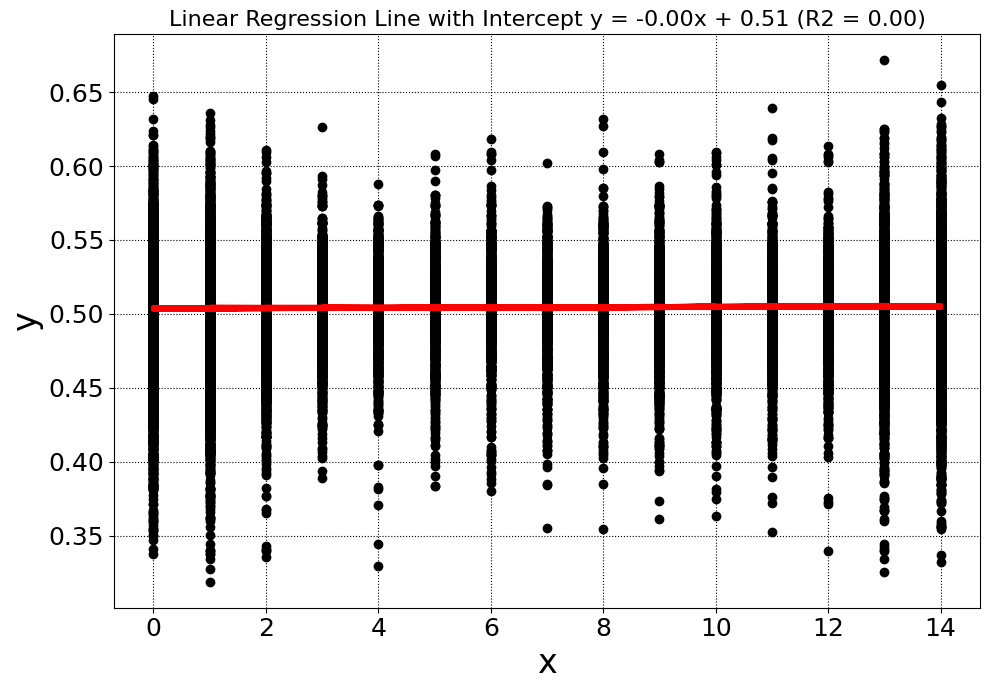 Linear Regression Line with Intercept y = -0.00x + 0.51 (R2 = 0.00)
0.65
0.60
0.55
0.50
0.45
0.40
0.35
y
0 2 4 6 8 10 12 14
x